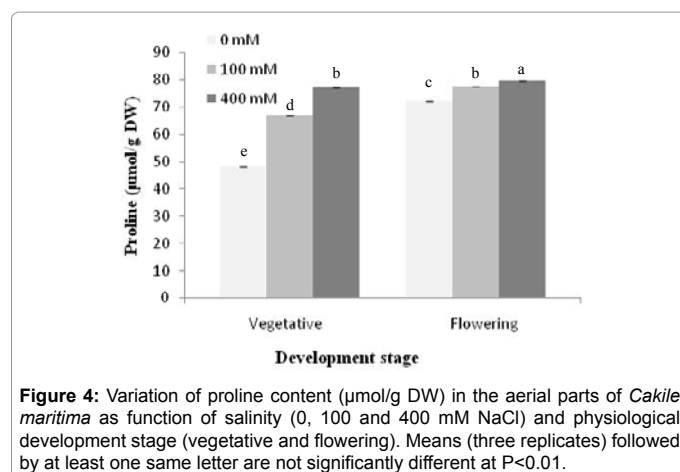 0 mM
100 mM
400 mM
90
80
70
60
50
40
30
20
10
0
Proline (µmol/g DW)
e
d
b
c
b
a
Vegetative
Flowering
Development stage
Figure 4: Variation of proline content (µmol/g DW) in the aerial parts of Cakile
maritima as function of salinity (0, 100 and 400 mM NaCl) and physiological
development stage (vegetative and flowering). Means (three replicates) followed
by at least one same letter are not significantly different at P<0.01.